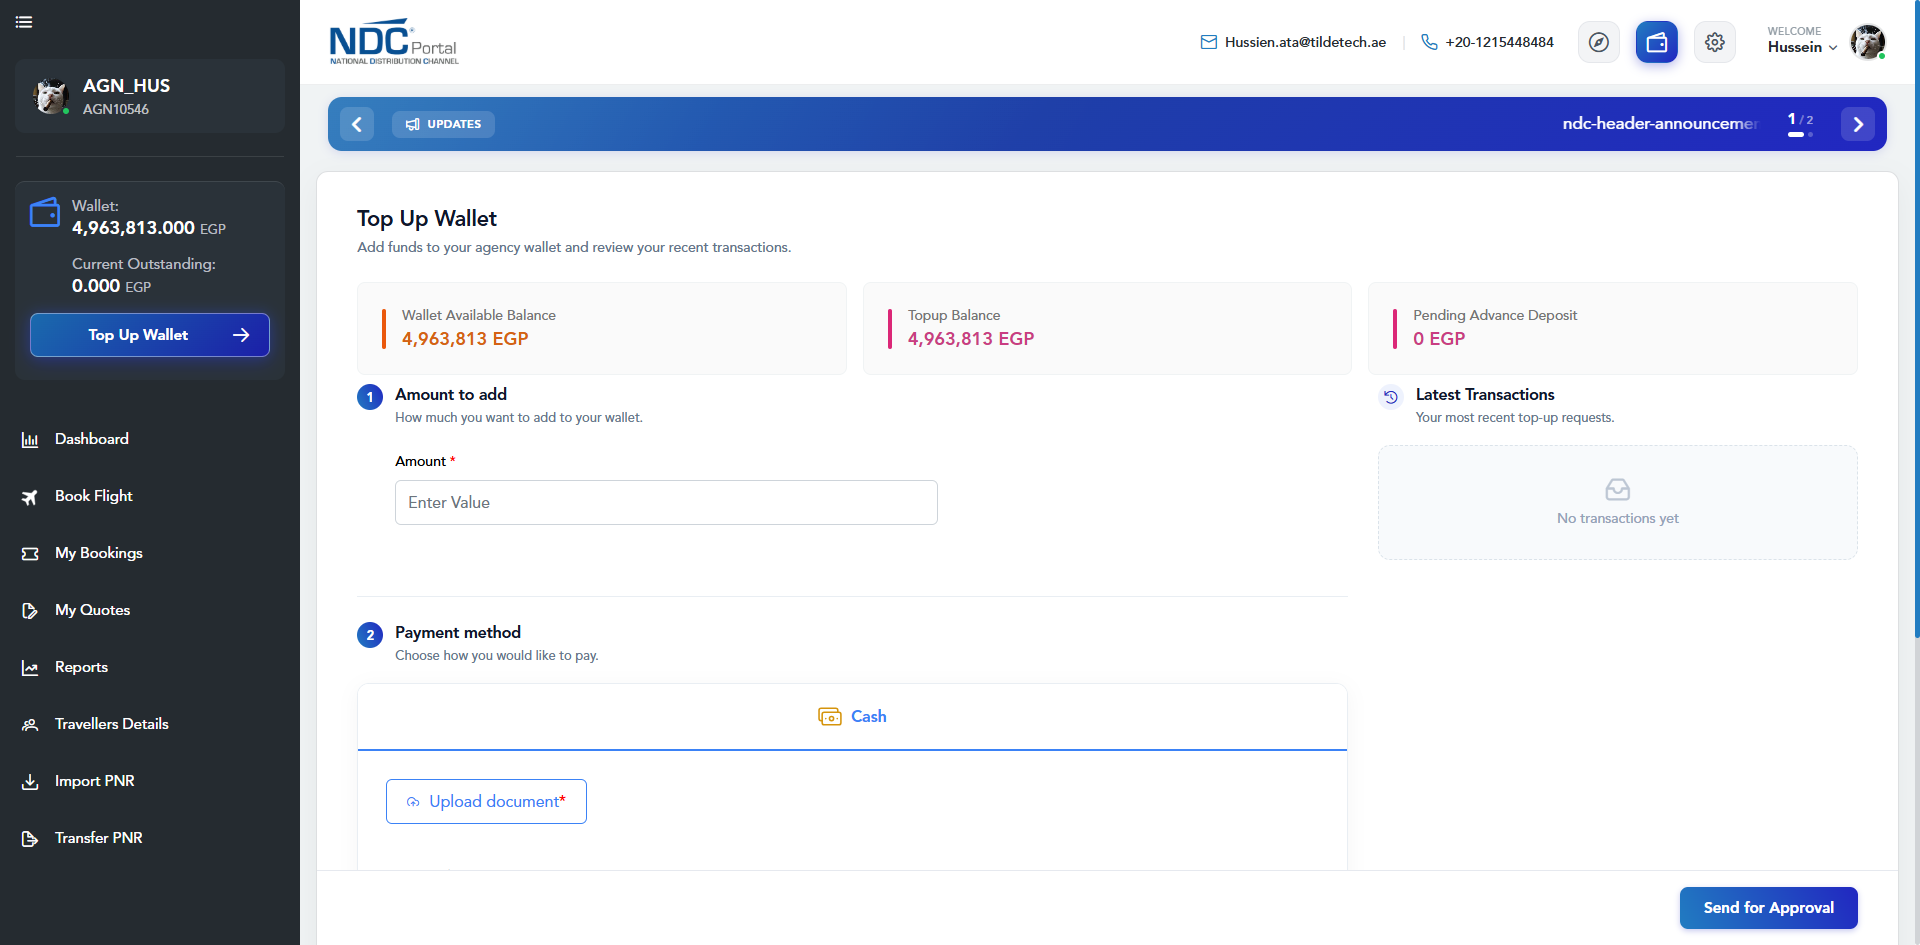 AGN_HUS
AGN10546
Wallet:
4,963,813.000 EGP
Current Outstanding:
0.000 EGP
Top Up Wallet
Dashboard
Book Flight
My Bookings
My Quotes
Reports
Travellers Details
Import PNR
Transfer PNR
NDC Portal
NATIONAL DISTRIBUTION CHANNEL
Hussien.ata@tildetech.ae
+20-1215448484
WELCOME
Hussein
UPDATES
ndc-header-announcemer
1 / 2
Top Up Wallet
Add funds to your agency wallet and review your recent transactions.
Wallet Available Balance
4,963,813 EGP
Topup Balance
4,963,813 EGP
Pending Advance Deposit
0 EGP
1 Amount to add
How much you want to add to your wallet.
Amount *
Enter Value
Latest Transactions
Your most recent top-up requests.
No transactions yet
2 Payment method
Choose how you would like to pay.
Cash
Upload document*
Send for Approval